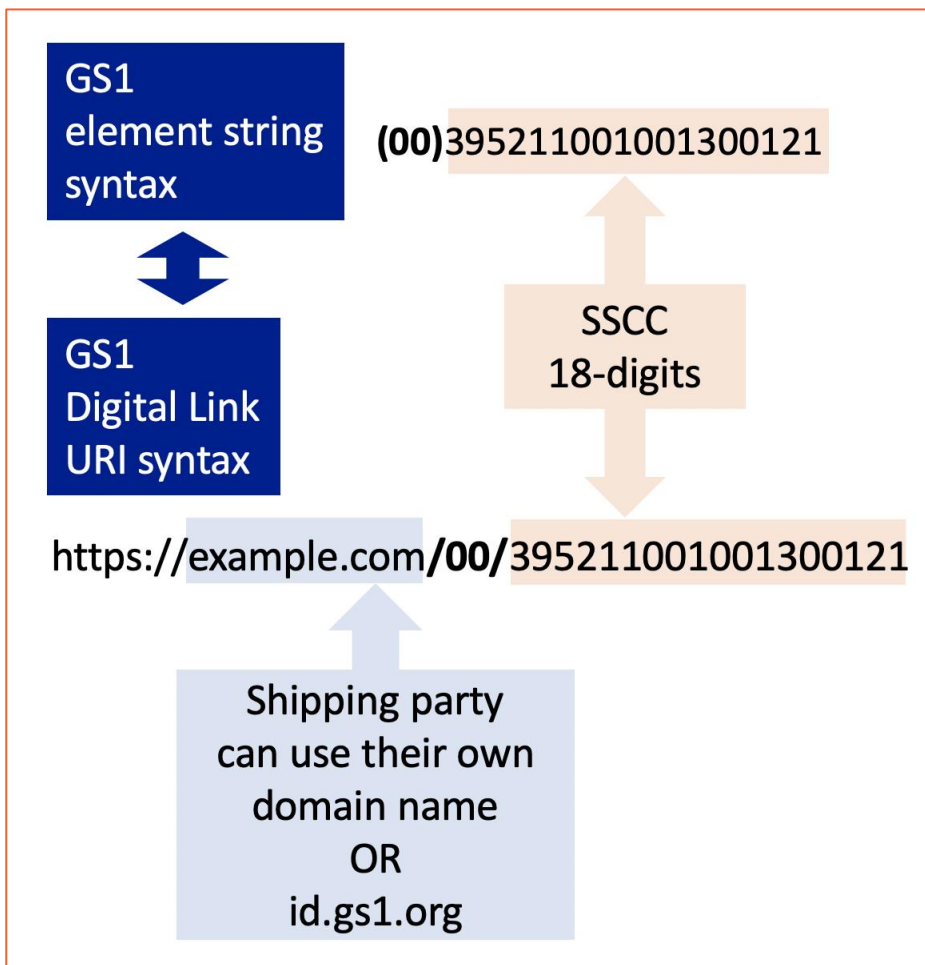 GS1
element string
syntax
(00)395211001001300121
SSCC
18-digits
GS1
Digital Link
URI syntax
https://example.com/00/395211001001300121
Shipping party
can use their own
domain name
OR
id.gs1.org